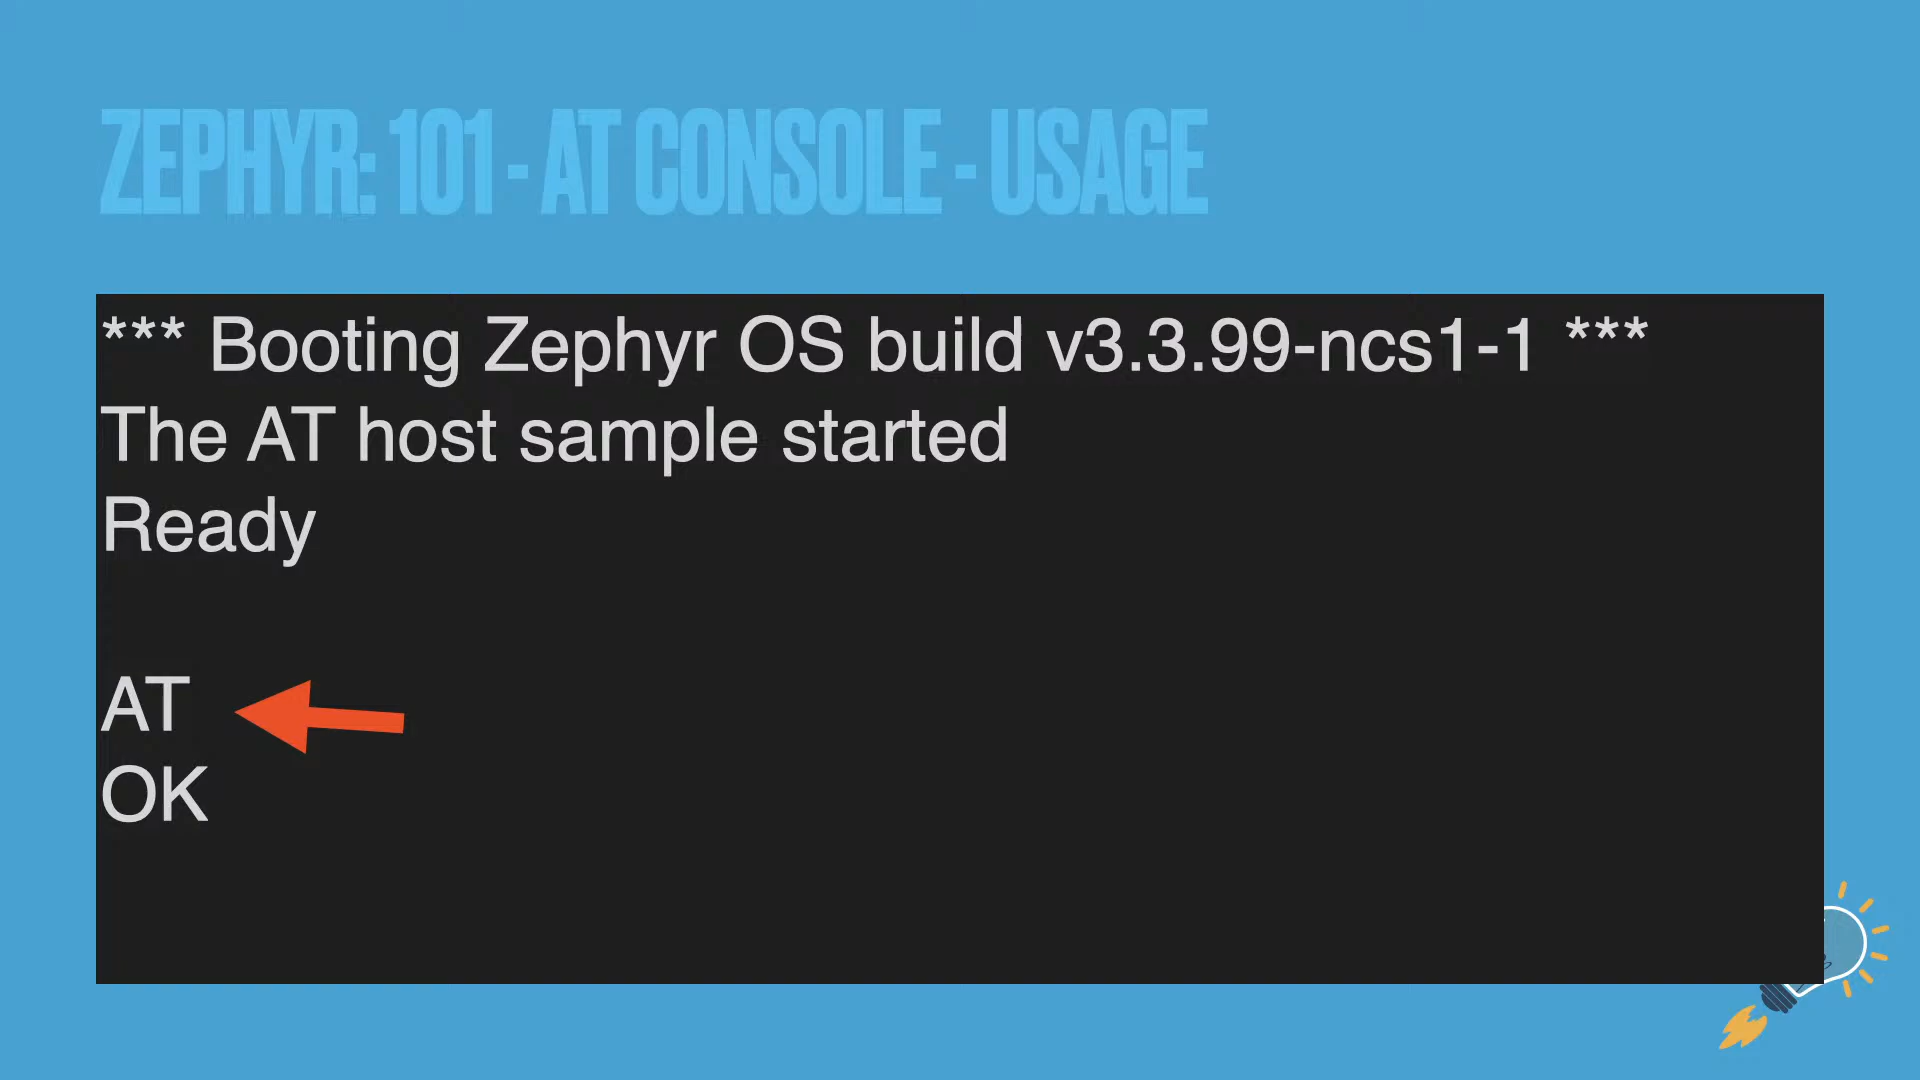 ZEPHYR: 101 - AT CONSOLE - USAGE
*** Booting Zephyr OS build v3.3.99-ncs1-1 ***
The AT host sample started
Ready
AT
OK